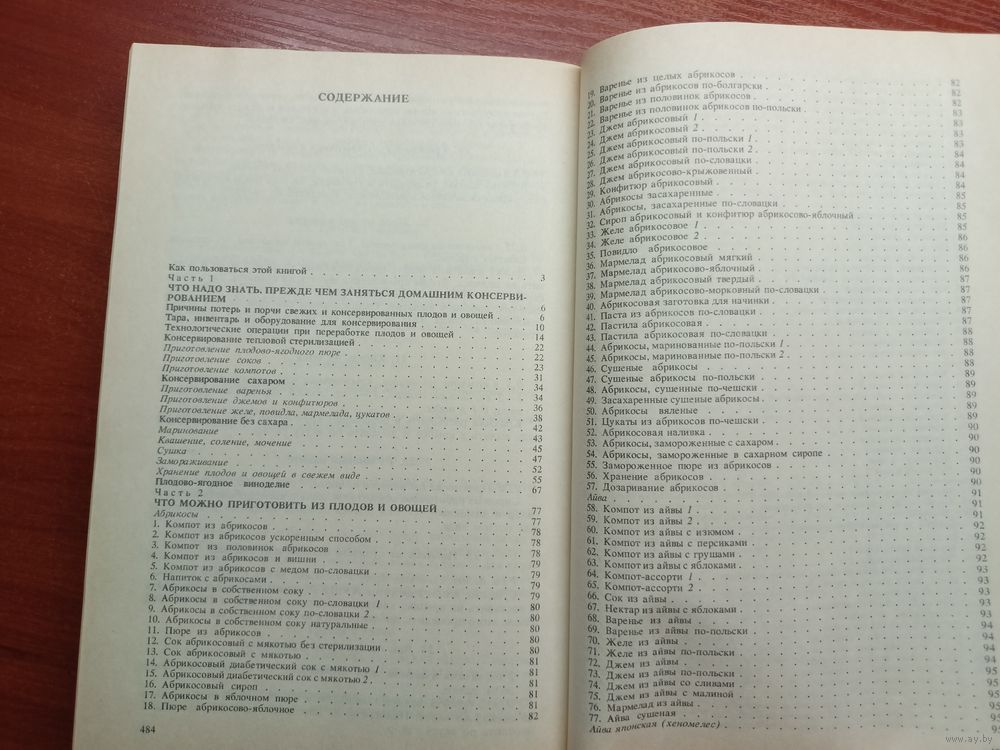 СОДЕРЖАНИЕ
Как пользоваться этой книгой . . . 3
Часть 1
ЧТО НАДО ЗНАТЬ, ПРЕЖДЕ ЧЕМ ЗАНЯТЬСЯ ДОМАШНИМ КОНСЕРВИ-
РОВАНИЕМ . . . 6
Причины потерь и порчи свежих и консервированных плодов и овощей . 6
Тара, инвентарь и оборудование для консервирования . . . 10
Технологические операции при переработке плодов и овощей . . . 14
Консервирование тепловой стерилизацией . . . 22
Приготовление плодово-ягодного пюре . . . 22
Приготовление соков . . . 23
Приготовление компотов . . . 31
Консервирование сахаром . . . 34
Приготовление варенья . . . 34
Приготовление джемов и конфитюров . . . 36
Приготовление желе, повидла, мармелада, цукатов . . . 38
Консервирование без сахара . . . 42
Маринование . . . 43
Квашение, соление, мочение . . . 45
Сушка . . . 47
Замораживание . . . 52
Хранение плодов и овощей в свежем виде . . . 55
Плодово-ягодное виноделие . . . 67
Часть 2
ЧТО МОЖНО ПРИГОТОВИТЬ ИЗ ПЛОДОВ И ОВОЩЕЙ . . . 77
Абрикосы . . . 77
1. Компот из абрикосов . . . 78
2. Компот из абрикосов ускоренным способом . . . 78
3. Компот из половинок абрикосов . . . 78
4. Компот из абрикосов и вишни . . . 79
5. Компот из абрикосов с медом по-словацки . . . 79
6. Напиток с абрикосами . . . 79
7. Абрикосы в собственном соку . . . 79
8. Абрикосы в собственном соку по-словацки 1 . . . 80
9. Абрикосы в собственном соку по-словацки 2 . . . 80
10. Абрикосы в собственном соку натуральные . . . 80
11. Пюре из абрикосов . . . 80
12. Сок абрикосовый с мякотью без стерилизации . . . 80
13. Сок абрикосовый с мякотью . . . 81
14. Абрикосовый диабетический сок с мякотью 1 . . . 81
15. Абрикосовый диабетический сок с мякотью 2 . . . 81
16. Абрикосовый сироп . . . 81
17. Абрикосы в яблочном пюре . . . 81
18. Пюре абрикосово-яблочное . . . 82
484
19. Варенье из целых абрикосов . . . 82
20. Варенье из абрикосов по-болгарски . . . 82
21. Варенье из половинок абрикосов . . . 82
22. Варенье из половинок абрикосов по-польски . . . 83
23. Джем абрикосовый 1 . . . 83
24. Джем абрикосовый 2 . . . 83
25. Джем абрикосовый по-польски 1 . . . 83
26. Джем абрикосовый по-польски 2 . . . 84
27. Джем абрикосовый по-словацки . . . 84
28. Джем абрикосово-крыжовенный . . . 84
29. Конфитюр абрикосовый . . . 85
30. Абрикосы засахаренные . . . 85
31. Абрикосы, засахаренные по-словацки . . . 85
32. Сироп абрикосовый и конфитюр абрикосово-яблочный . . . 85
33. Желе абрикосовое 1 . . . 86
34. Желе абрикосовое 2 . . . 86
35. Повидло абрикосовое . . . 86
36. Мармелад абрикосовый мягкий . . . 86
37. Мармелад абрикосово-яблочный . . . 87
38. Мармелад абрикосовый твердый . . . 87
39. Мармелад абрикосово-морковный по-словацки . . . 87
40. Абрикосовая заготовка для начинки . . . 87
41. Паста из абрикосов по-словацки . . . 87
42. Пастила абрикосовая . . . 88
43. Пастила абрикосовая по-словацки . . . 88
44. Абрикосы, маринованные по-польски 1 . . . 88
45. Абрикосы, маринованные по-польски 2 . . . 88
46. Сушеные абрикосы . . . 89
47. Сушеные абрикосы по-польски . . . 89
48. Абрикосы, сушенные по-чешски . . . 89
49. Засахаренные сушеные абрикосы . . . 89
50. Абрикосы вяленые . . . 89
51. Цукаты из абрикосов по-чешски . . . 90
52. Абрикосовая наливка . . . 90
53. Абрикосы, замороженные с сахаром . . . 90
54. Абрикосы, замороженные в сахарном сиропе . . . 90
55. Замороженное пюре из абрикосов . . . 90
56. Хранение абрикосов . . . 90
57. Дозаривание абрикосов . . . 91
Айва . . . 91
58. Компот из айвы 1 . . . 91
59. Компот из айвы 2 . . . 92
60. Компот из айвы с изюмом . . . 92
61. Компот из айвы с персиками . . . 92
62. Компот из айвы с грушами . . . 92
63. Компот из айвы с яблоками . . . 93
64. Компот-ассорти 1 . . . 93
65. Компот-ассорти 2 . . . 93
66. Сок из айвы . . . 93
67. Нектар из айвы с яблоками . . . 93
68. Варенье из айвы . . . 94
69. Варенье из айвы по-польски . . . 94
70. Желе из айвы . . . 94
71. Желе из айвы по-польски . . . 94
72. Джем из айвы . . . 95
73. Джем из айвы по-польски . . . 95
74. Джем из айвы со сливами . . . 95
75. Джем из айвы с малиной . . . 95
76. Мармелад из айвы . . . 95
77. Айва сушеная . . . 95
Айва японская (хеномелес) . . .
www.ay.by